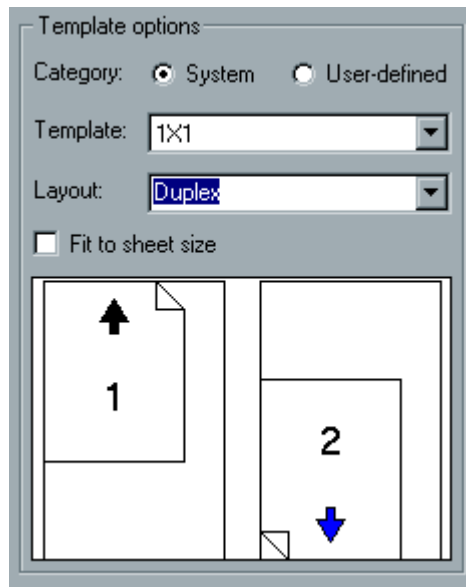 Template options
Category: System User-defined
Template: 1X1
Layout: Duplex
Fit to sheet size
1
2